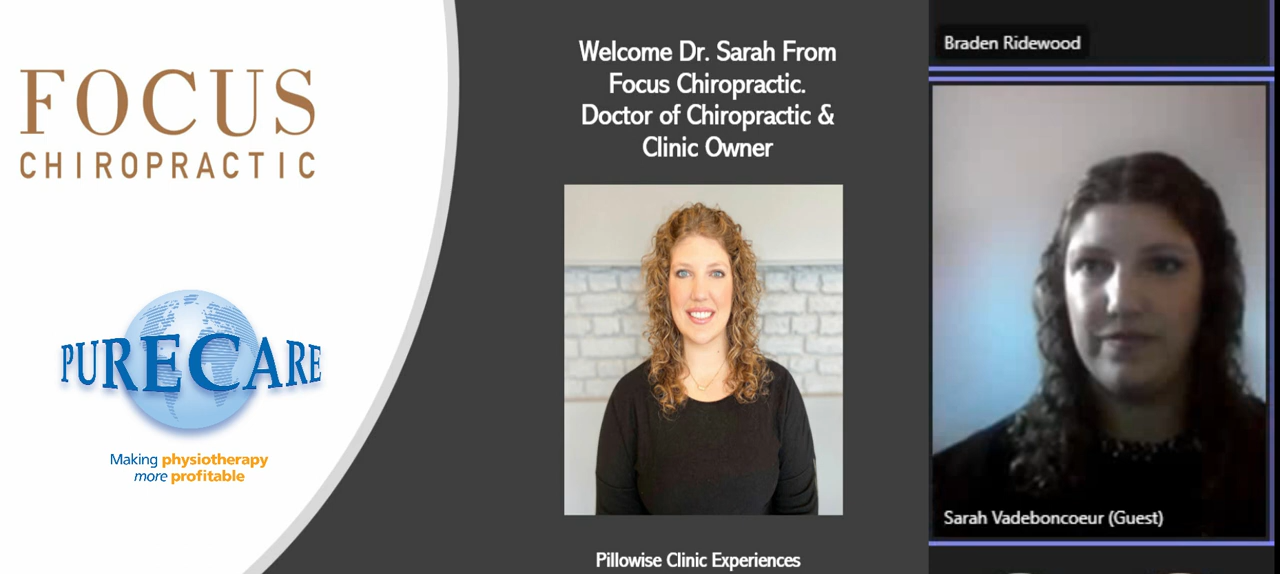 FOCUS
CHIROPRACTIC
PURECARE
Making physiotherapy
more profitable
Welcome Dr. Sarah From
Focus Chiropractic.
Doctor of Chiropractic &
Clinic Owner
Pillowise Clinic Experiences
Braden Ridewood
Sarah Vadeboncoeur (Guest)